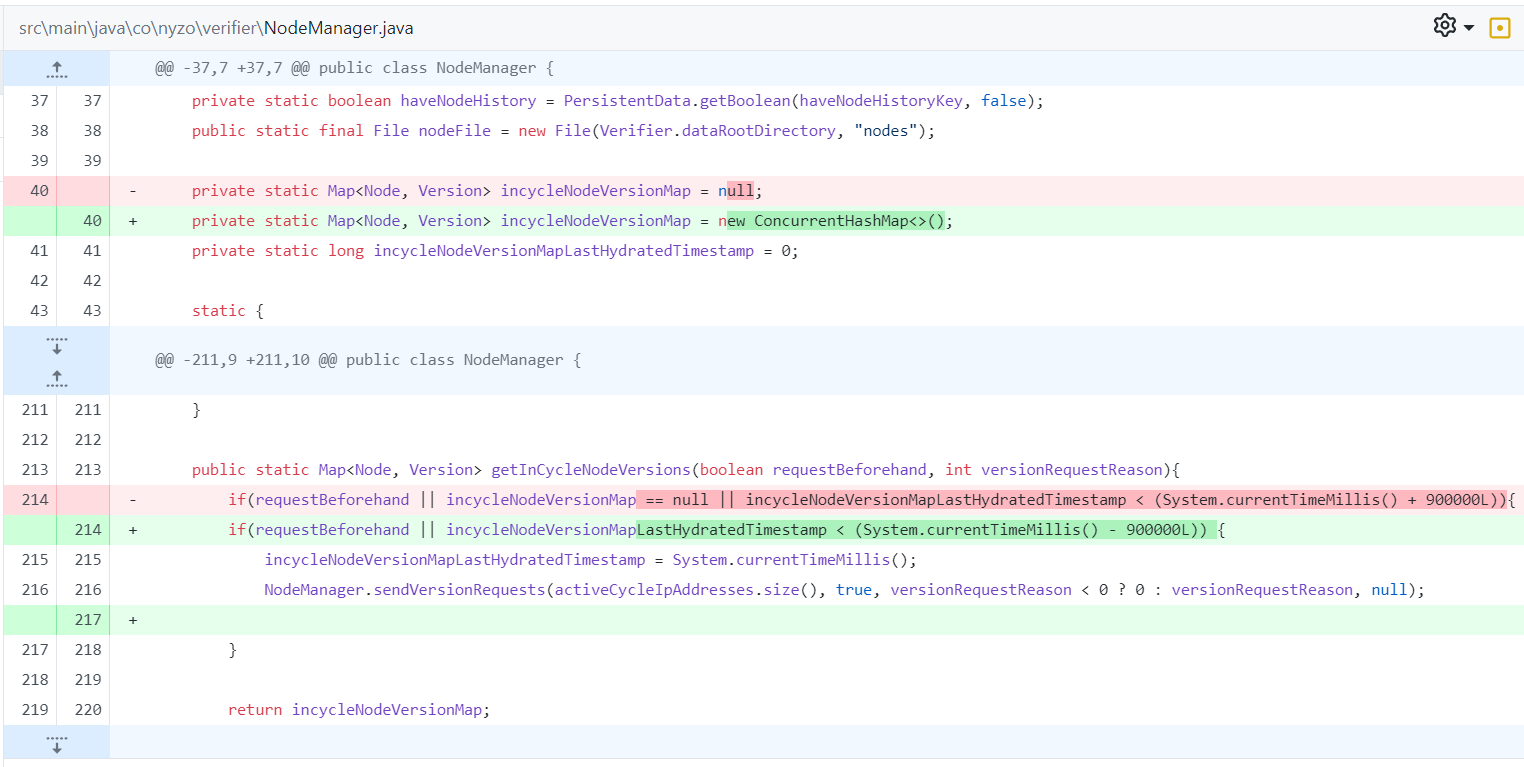 src\main\java\co\nyzo\verifier\NodeManager.java
@@ -37,7 +37,7 @@ public class NodeManager {
37 37 private static boolean haveNodeHistory = PersistentData.getBoolean(haveNodeHistoryKey, false);
38 38 public static final File nodeFile = new File(Verifier.dataRootDirectory, "nodes");
39 39
40 - private static Map<Node, Version> incycleNodeVersionMap = null;
40 + private static Map<Node, Version> incycleNodeVersionMap = new ConcurrentHashMap<>();
41 41 private static long incycleNodeVersionMapLastHydratedTimestamp = 0;
42 42
43 43 static {
@@ -211,9 +211,10 @@ public class NodeManager {
211 211 }
212 212
213 213 public static Map<Node, Version> getInCycleNodeVersions(boolean requestBeforehand, int versionRequestReason){
214 - if(requestBeforehand || incycleNodeVersionMap == null || incycleNodeVersionMapLastHydratedTimestamp < (System.currentTimeMillis() + 900000L)){
214 + if(requestBeforehand || incycleNodeVersionMapLastHydratedTimestamp < (System.currentTimeMillis() - 900000L)) {
215 215 incycleNodeVersionMapLastHydratedTimestamp = System.currentTimeMillis();
216 216 NodeManager.sendVersionRequests(activeCycleIpAddresses.size(), true, versionRequestReason < 0 ? 0 : versionRequestReason, null);
217 +
217 218 }
218 219
219 220 return incycleNodeVersionMap;